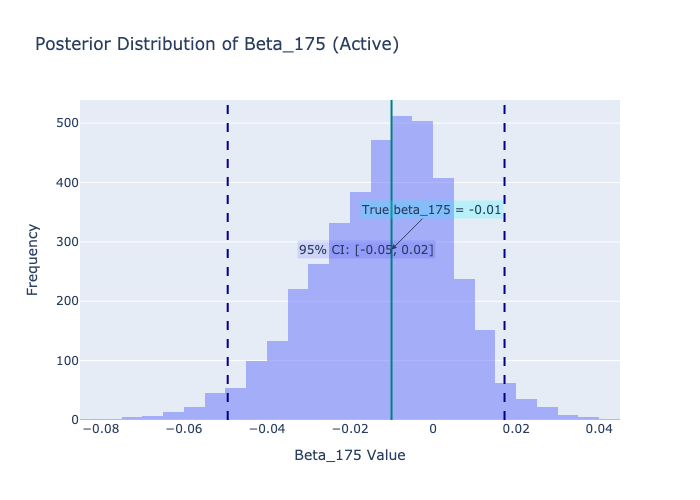 Posterior Distribution of Beta_175 (Active)
500
400
300
200
100
0
Frequency
True beta_175 = -0.01
95% CI: [-0.05, 0.02]
−0.08
−0.06
−0.04
−0.02
0
0.02
0.04
Beta_175 Value